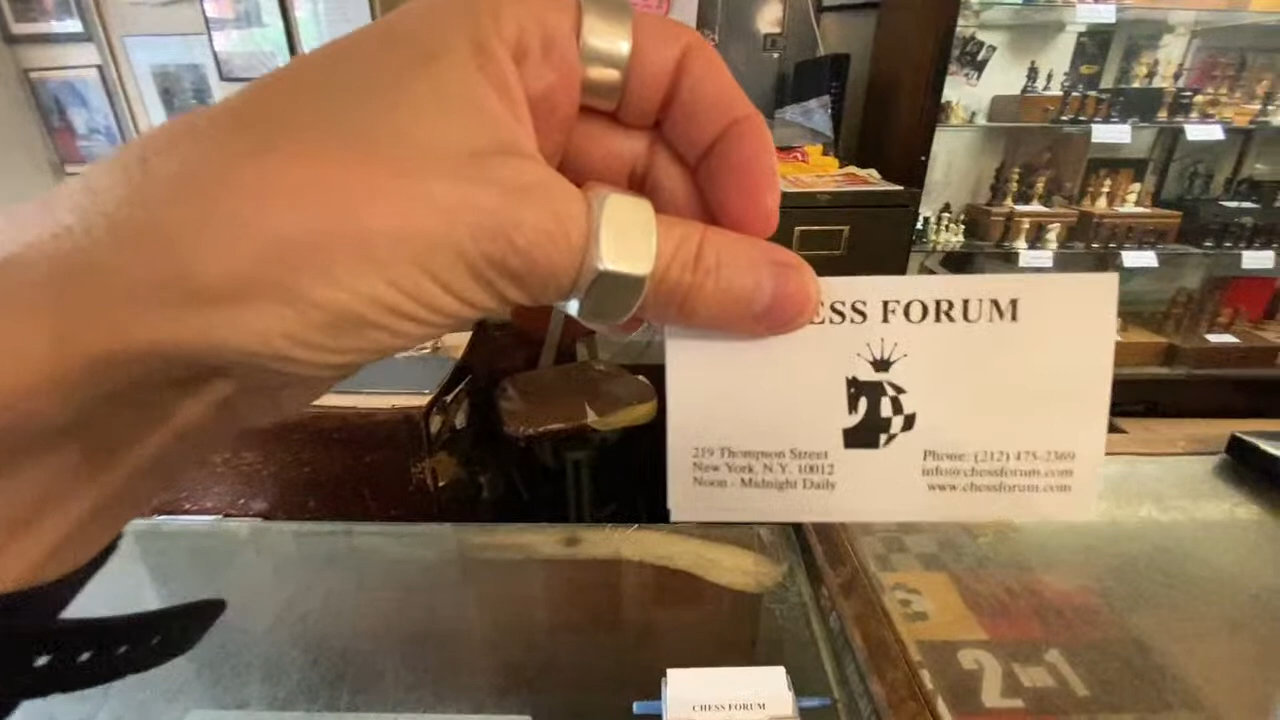 ESS FORUM
219 Thompson Street
New York, N.Y. 10012
Noon - Midnight Daily
Phone: (212) 475-2369
info@chessforum.com
www.chessforum.com
2 IN 1
CHESS FORUM